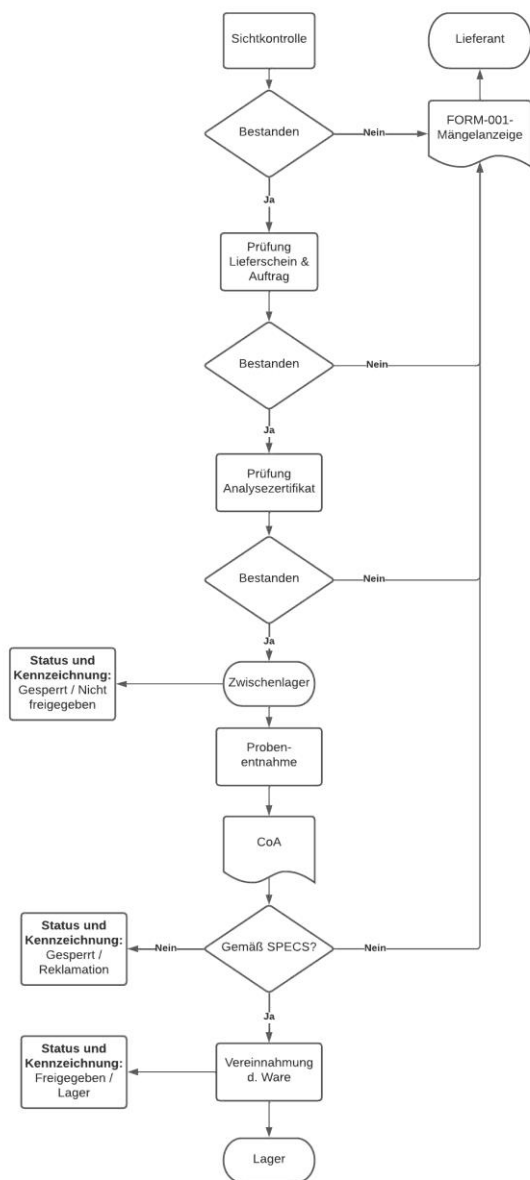 Sichtkontrolle
Lieferant
Bestanden
Nein
FORM-001-
Mängelanzeige
Ja
Prüfung
Lieferschein &
Auftrag
Bestanden
Nein
Ja
Prüfung
Analysezertifikat
Bestanden
Nein
Ja
Status und
Kennzeichnung:
Gesperrt / Nicht
freigegeben
Zwischenlager
Proben-
entnahme
CoA
Status und
Kennzeichnung:
Gesperrt /
Reklamation
Nein
Gemäß SPECS?
Nein
Ja
Status und
Kennzeichnung:
Freigegeben /
Lager
Vereinnahmung
d. Ware
Lager